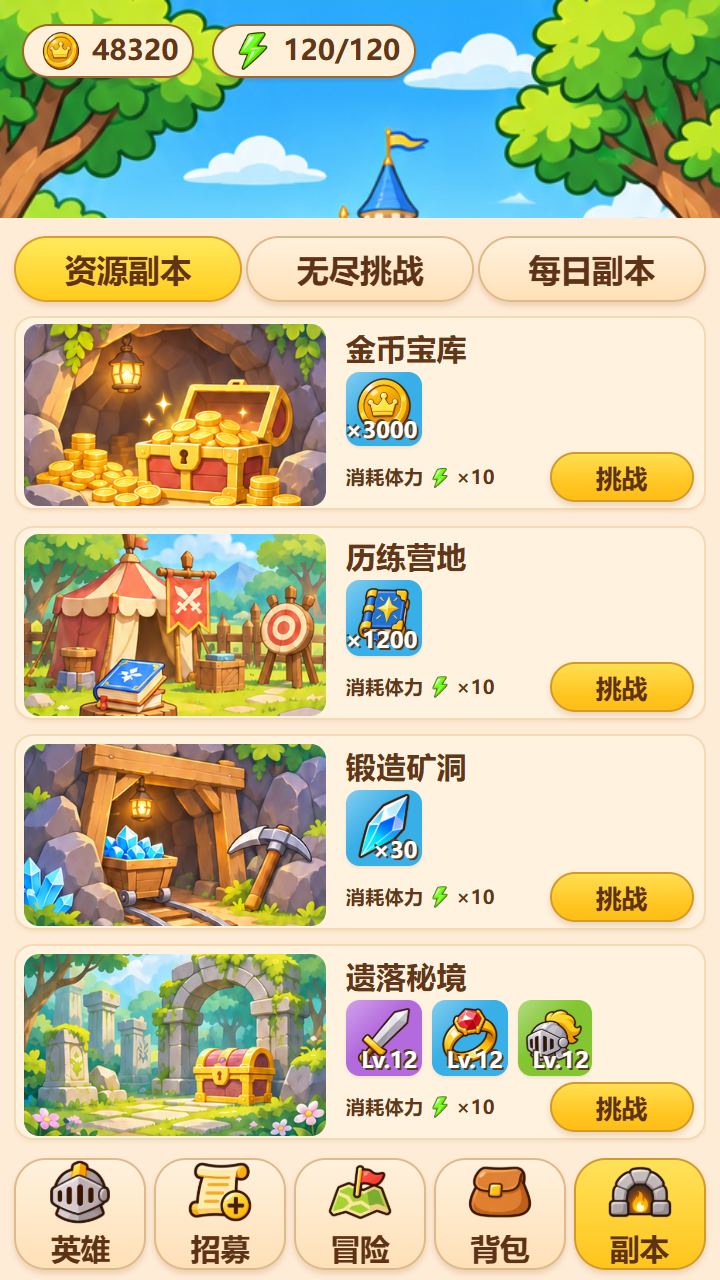 48320
120/120
资源副本
无尽挑战
每日副本
金币宝库
×3000
消耗体力 ×10
挑战
历练营地
×1200
消耗体力 ×10
挑战
锻造矿洞
×30
消耗体力 ×10
挑战
遗落秘境
Lv.12
Lv.12
Lv.12
消耗体力 ×10
挑战
英雄
招募
冒险
背包
副本